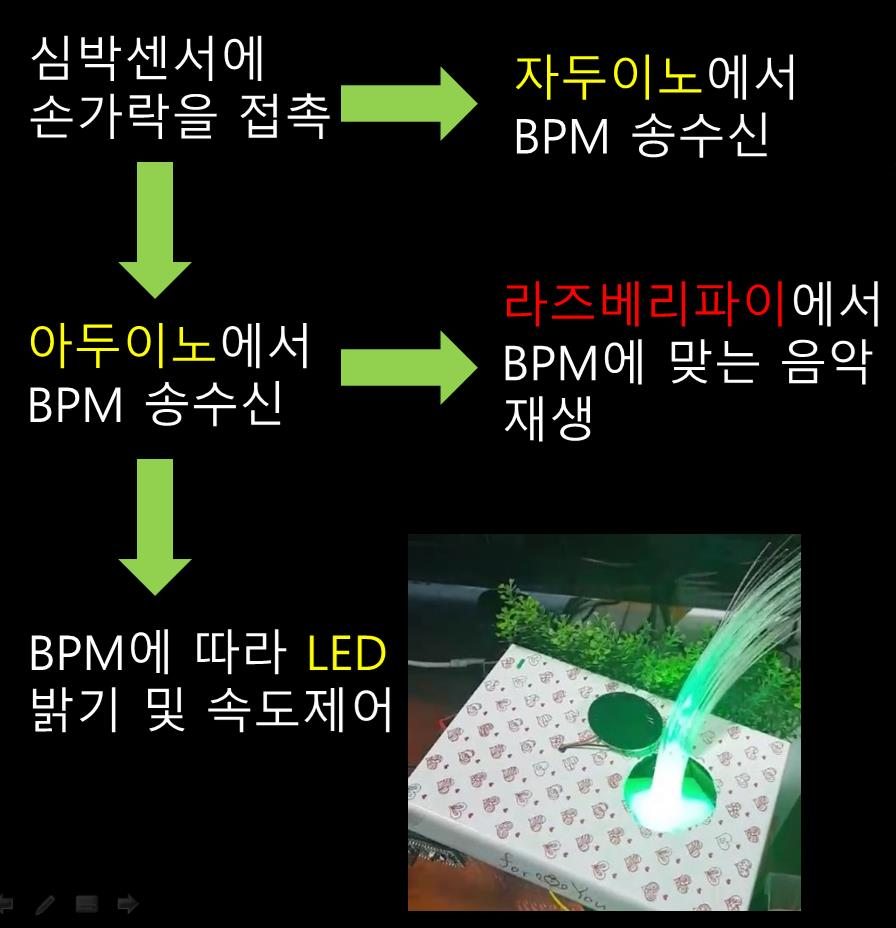 심박센서에
손가락을 접촉
자두이노에서
BPM 송수신
아두이노에서
BPM 송수신
라즈베리파이에서
BPM에 맞는 음악
재생
BPM에 따라 LED
밝기 및 속도제어
for You